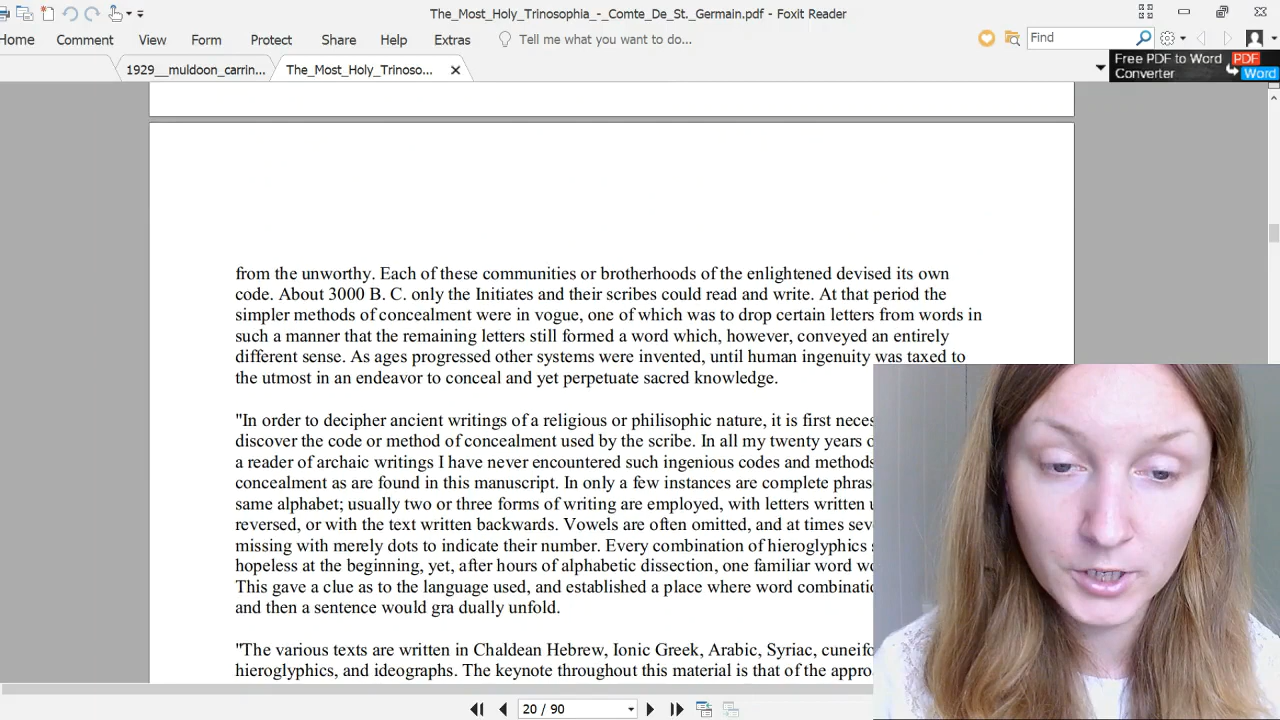 The_Most_Holy_Trinosophia_-_Comte_De_St._Germain.pdf - Foxit Reader
Home Comment View Form Protect Share Help Extras Tell me what you want to do... Find
1929__muldoon_carrin... The_Most_Holy_Trinoso... Free PDF to Word Converter PDF Word
from the unworthy. Each of these communities or brotherhoods of the enlightened devised its own
code. About 3000 B. C. only the Initiates and their scribes could read and write. At that period the
simpler methods of concealment were in vogue, one of which was to drop certain letters from words in
such a manner that the remaining letters still formed a word which, however, conveyed an entirely
different sense. As ages progressed other systems were invented, until human ingenuity was taxed to
the utmost in an endeavor to conceal and yet perpetuate sacred knowledge.
"In order to decipher ancient writings of a religious or philisophic nature, it is first
discover the code or method of concealment used by the scribe. In all my twenty years
a reader of archaic writings I have never encountered such ingenious codes and methods
concealment as are found in this manuscript. In only a few instances are complete
same alphabet; usually two or three forms of writing are employed, with letters written
reversed, or with the text written backwards. Vowels are often omitted, and at times
missing with merely dots to indicate their number. Every combination of hieroglyphics
hopeless at the beginning, yet, after hours of alphabetic dissection, one familiar word
This gave a clue as to the language used, and established a place where word
and then a sentence would gra dually unfold.
"The various texts are written in Chaldean Hebrew, Ionic Greek, Arabic, Syriac,
hieroglyphics, and ideographs. The keynote throughout this material is that of the
20 / 90